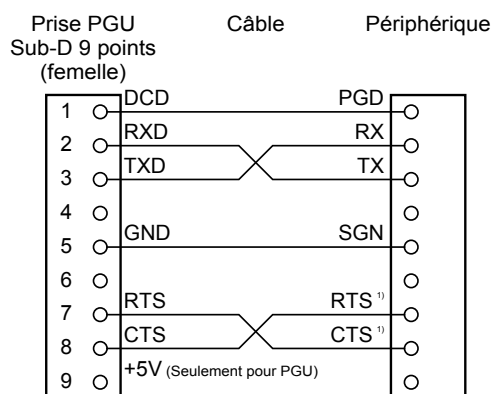 Prise PGU Câble Périphérique
Sub-D 9 points
(femelle)
1 DCD PGD
2 RXD RX
3 TXD TX
4
5 GND SGN
6
7 RTS RTS 1)
8 CTS CTS 1)
9 +5V (Seulement pour PGU)